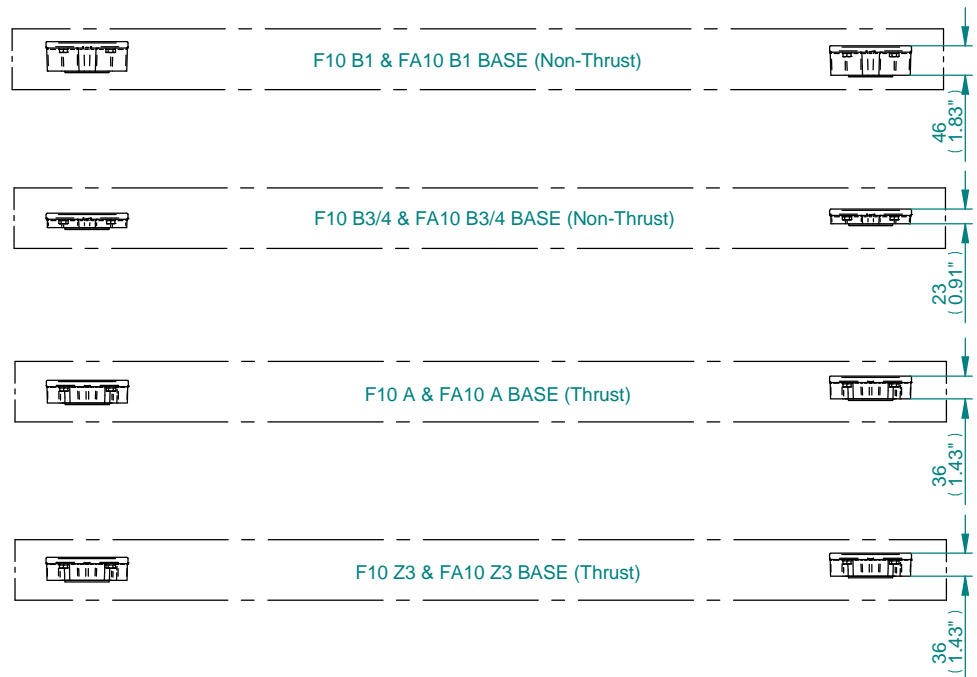 F10 B1 & FA10 B1 BASE (Non-Thrust)
46
( 1.83" )
F10 B3/4 & FA10 B3/4 BASE (Non-Thrust)
23
( 0.91" )
F10 A & FA10 A BASE (Thrust)
36
( 1.43" )
F10 Z3 & FA10 Z3 BASE (Thrust)
36
( 1.43" )